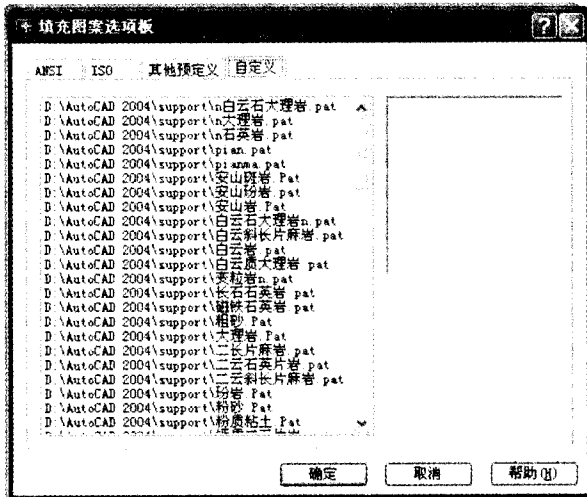 填充图案选项板
ANSI ISO 其他预定义 自定义
D:\AutoCAD 2004\support\n白云石大理岩.pat
D:\AutoCAD 2004\support\n大理岩.pat
D:\AutoCAD 2004\support\n石英岩.pat
D:\AutoCAD 2004\support\pian.pat
D:\AutoCAD 2004\support\pianma.pat
D:\AutoCAD 2004\support\安山斑岩.Pat
D:\AutoCAD 2004\support\安山玢岩.Pat
D:\AutoCAD 2004\support\安山岩.Pat
D:\AutoCAD 2004\support\白云石大理岩n.pat
D:\AutoCAD 2004\support\白云斜长片麻岩.pat
D:\AutoCAD 2004\support\白云岩.pat
D:\AutoCAD 2004\support\白云质大理岩.pat
D:\AutoCAD 2004\support\变粒岩n.pat
D:\AutoCAD 2004\support\长石石英岩.pat
D:\AutoCAD 2004\support\磁铁石英岩.pat
D:\AutoCAD 2004\support\粗砂.Pat
D:\AutoCAD 2004\support\大理岩.Pat
D:\AutoCAD 2004\support\二长片麻岩.pat
D:\AutoCAD 2004\support\二云石英片岩.pat
D:\AutoCAD 2004\support\二云斜长片麻岩.pat
D:\AutoCAD 2004\support\玢岩.Pat
D:\AutoCAD 2004\support\粉砂.Pat
D:\AutoCAD 2004\support\粉质粘土.Pat
确定 取消 帮助(H)